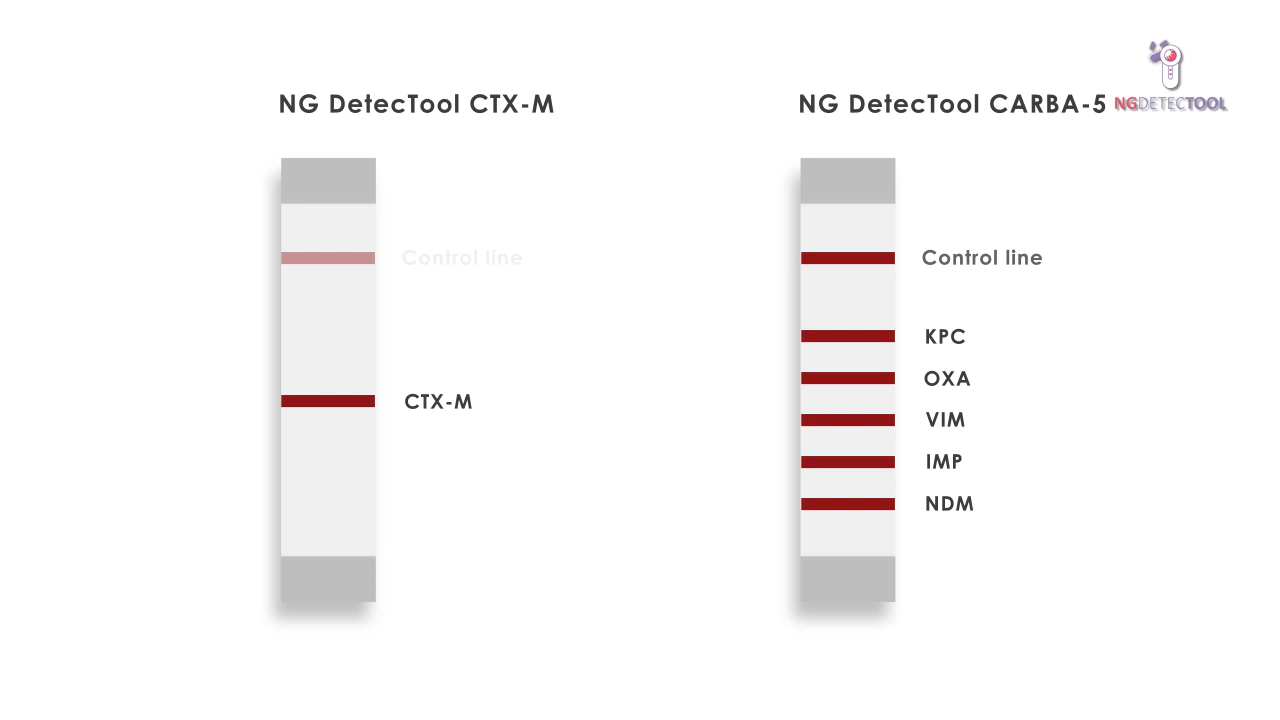 NG DetecTool CTX-M
NG DetecTool CARBA-5
NGDETECTOOL
Control line
CTX-M
Control line
KPC
OXA
VIM
IMP
NDM